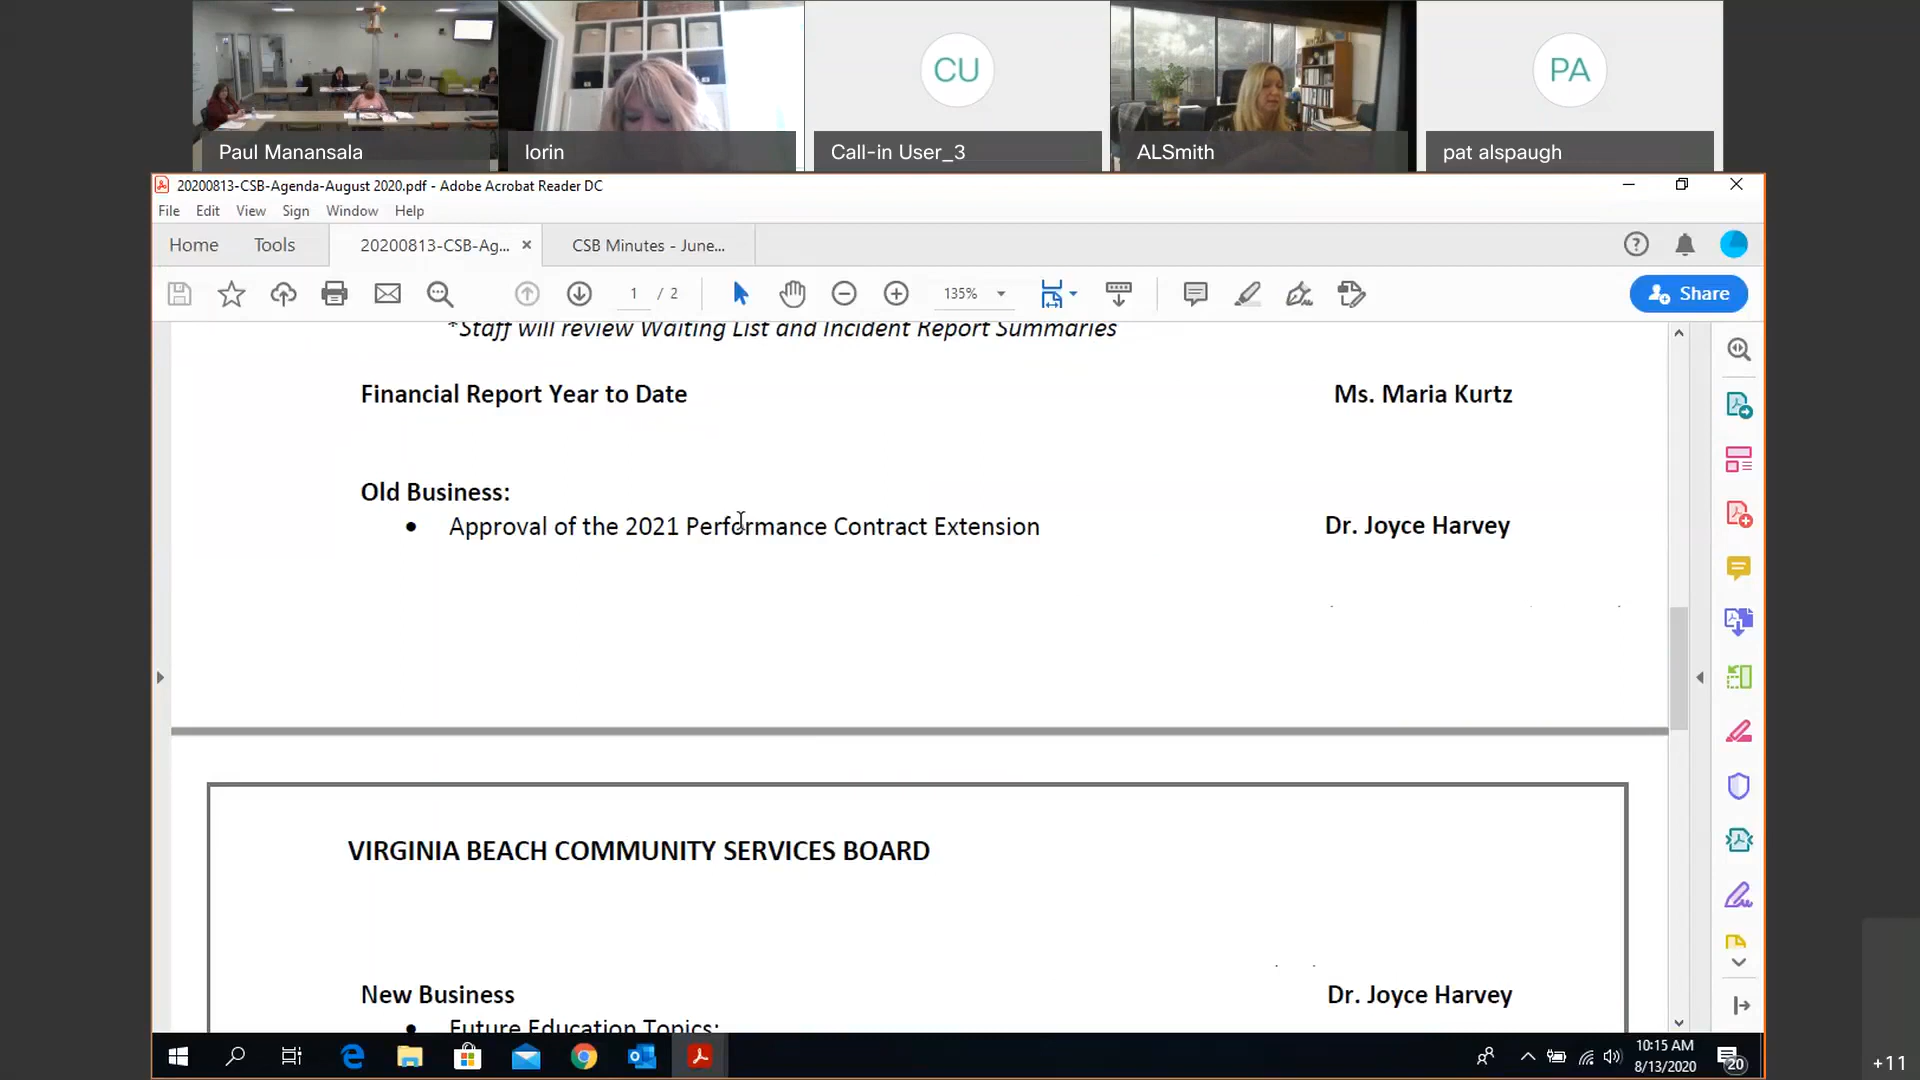 CU
PA
Paul Manansala
lorin
Call-in User_3
ALSmith
pat alspaugh
20200813-CSB-Agenda-August 2020.pdf - Adobe Acrobat Reader DC
File Edit View Sign Window Help
Home Tools 20200813-CSB-Ag... × CSB Minutes - June...
1 / 2 135% Share
*Staff will review Waiting List and Incident Report Summaries
Financial Report Year to Date Ms. Maria Kurtz
Old Business:
• Approval of the 2021 Performance Contract Extension Dr. Joyce Harvey
VIRGINIA BEACH COMMUNITY SERVICES BOARD
New Business Dr. Joyce Harvey
• Future Education Topics:
10:15 AM
8/13/2020
20
+11